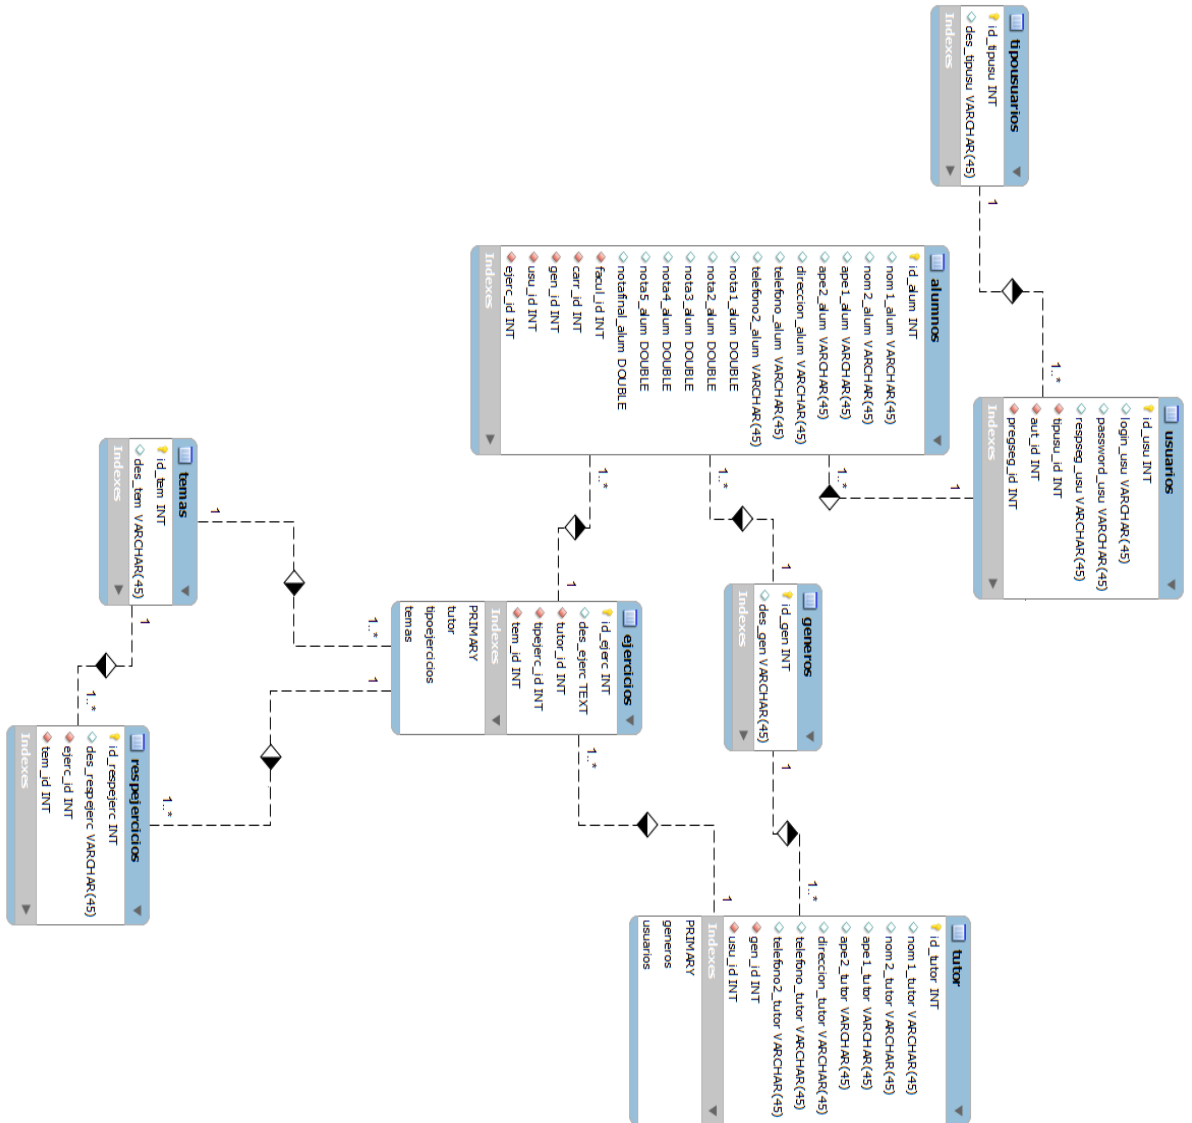 tipousuarios
id_tipusu INT
des_tipusu VARCHAR(45)
Indexes
1
1..*
usuarios
id_usu INT
login_usu VARCHAR(45)
password_usu VARCHAR(45)
respseg_usu VARCHAR(45)
tipusu_id INT
aut_id INT
pregseg_id INT
Indexes
1
1..*
alumnos
id_alum INT
nom1_alum VARCHAR(45)
nom2_alum VARCHAR(45)
ape1_alum VARCHAR(45)
ape2_alum VARCHAR(45)
direccion_alum VARCHAR(45)
telefono_alum VARCHAR(45)
telefono2_alum VARCHAR(45)
nota1_alum DOUBLE
nota2_alum DOUBLE
nota3_alum DOUBLE
nota4_alum DOUBLE
nota5_alum DOUBLE
notafinal_alum DOUBLE
facul_id INT
carr_id INT
gen_id INT
usu_id INT
ejerc_id INT
Indexes
1..*
1
1..*
1
generos
id_gen INT
des_gen VARCHAR(45)
Indexes
1
1..*
temas
id_tem INT
des_tem VARCHAR(45)
Indexes
1
1..*
1
1..*
ejercicios
id_ejerc INT
des_ejerc TEXT
tutor_id INT
tipejerc_id INT
tem_id INT
Indexes
PRIMARY
tutor
tipoejercicios
temas
1
1..*
1..*
1
respejercicios
id_respejerc INT
des_respejerc VARCHAR(45)
ejerc_id INT
tem_id INT
Indexes
tutor
id_tutor INT
nom1_tutor VARCHAR(45)
nom2_tutor VARCHAR(45)
ape1_tutor VARCHAR(45)
ape2_tutor VARCHAR(45)
direccion_tutor VARCHAR(45)
telefono_tutor VARCHAR(45)
telefono2_tutor VARCHAR(45)
gen_id INT
usu_id INT
Indexes
PRIMARY
generos
usuarios